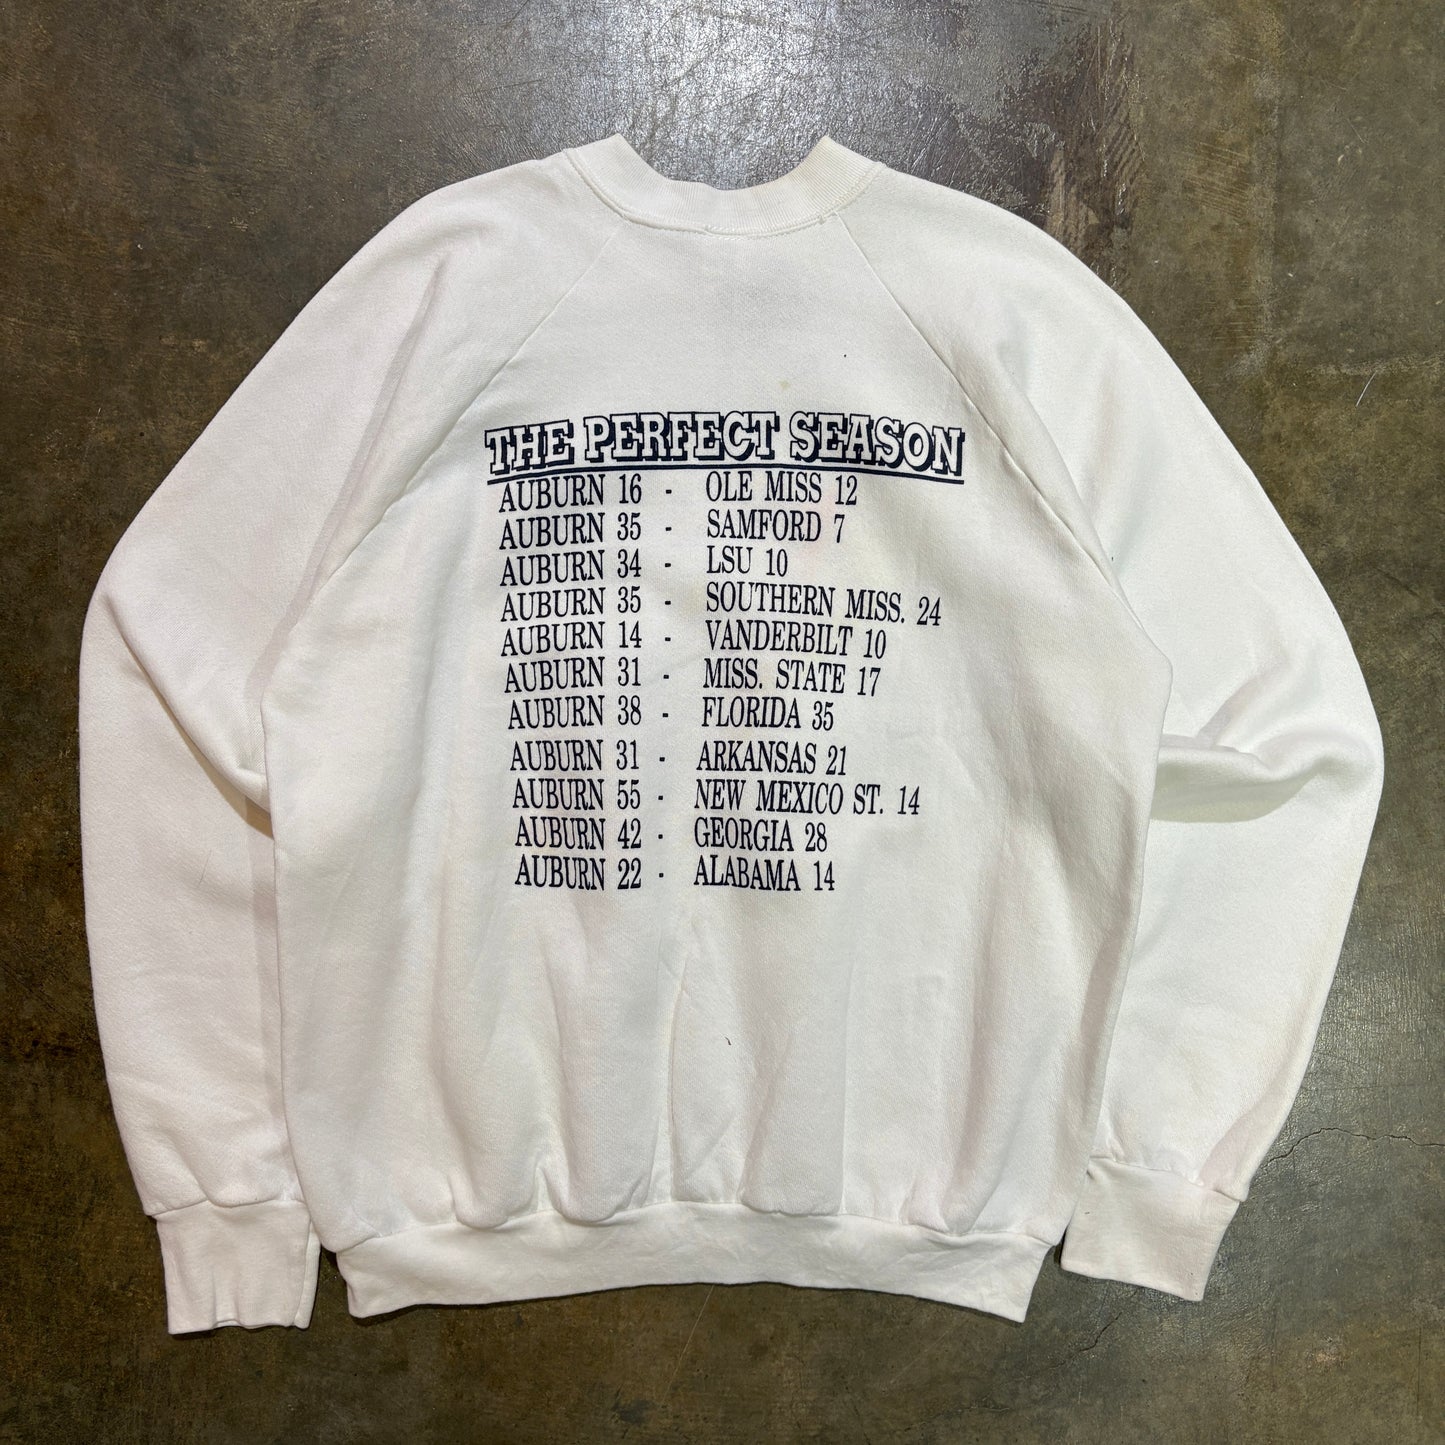 THE PERFECT SEASON
AUBURN 16 - OLE MISS 12
AUBURN 35 - SAMFORD 7
AUBURN 34 - LSU 10
AUBURN 35 - SOUTHERN MISS. 24
AUBURN 14 - VANDERBILT 10
AUBURN 31 - MISS. STATE 17
AUBURN 38 - FLORIDA 35
AUBURN 31 - ARKANSAS 21
AUBURN 55 - NEW MEXICO ST. 14
AUBURN 42 - GEORGIA 28
AUBURN 22 - ALABAMA 14